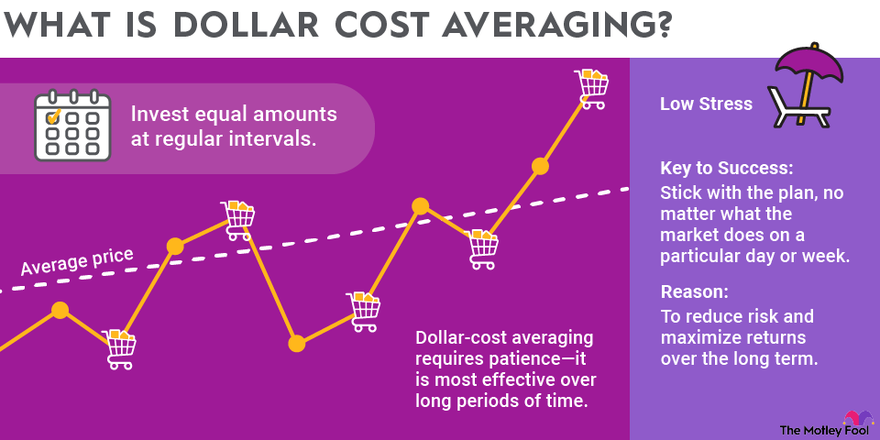 WHAT IS DOLLAR COST AVERAGING?
Invest equal amounts
at regular intervals.
Average price
Dollar-cost averaging
requires patience—it
is most effective over
long periods of time.
Low Stress
Key to Success:
Stick with the plan, no
matter what the
market does on a
particular day or week.
Reason:
To reduce risk and
maximize returns
over the long term.
The Motley Fool